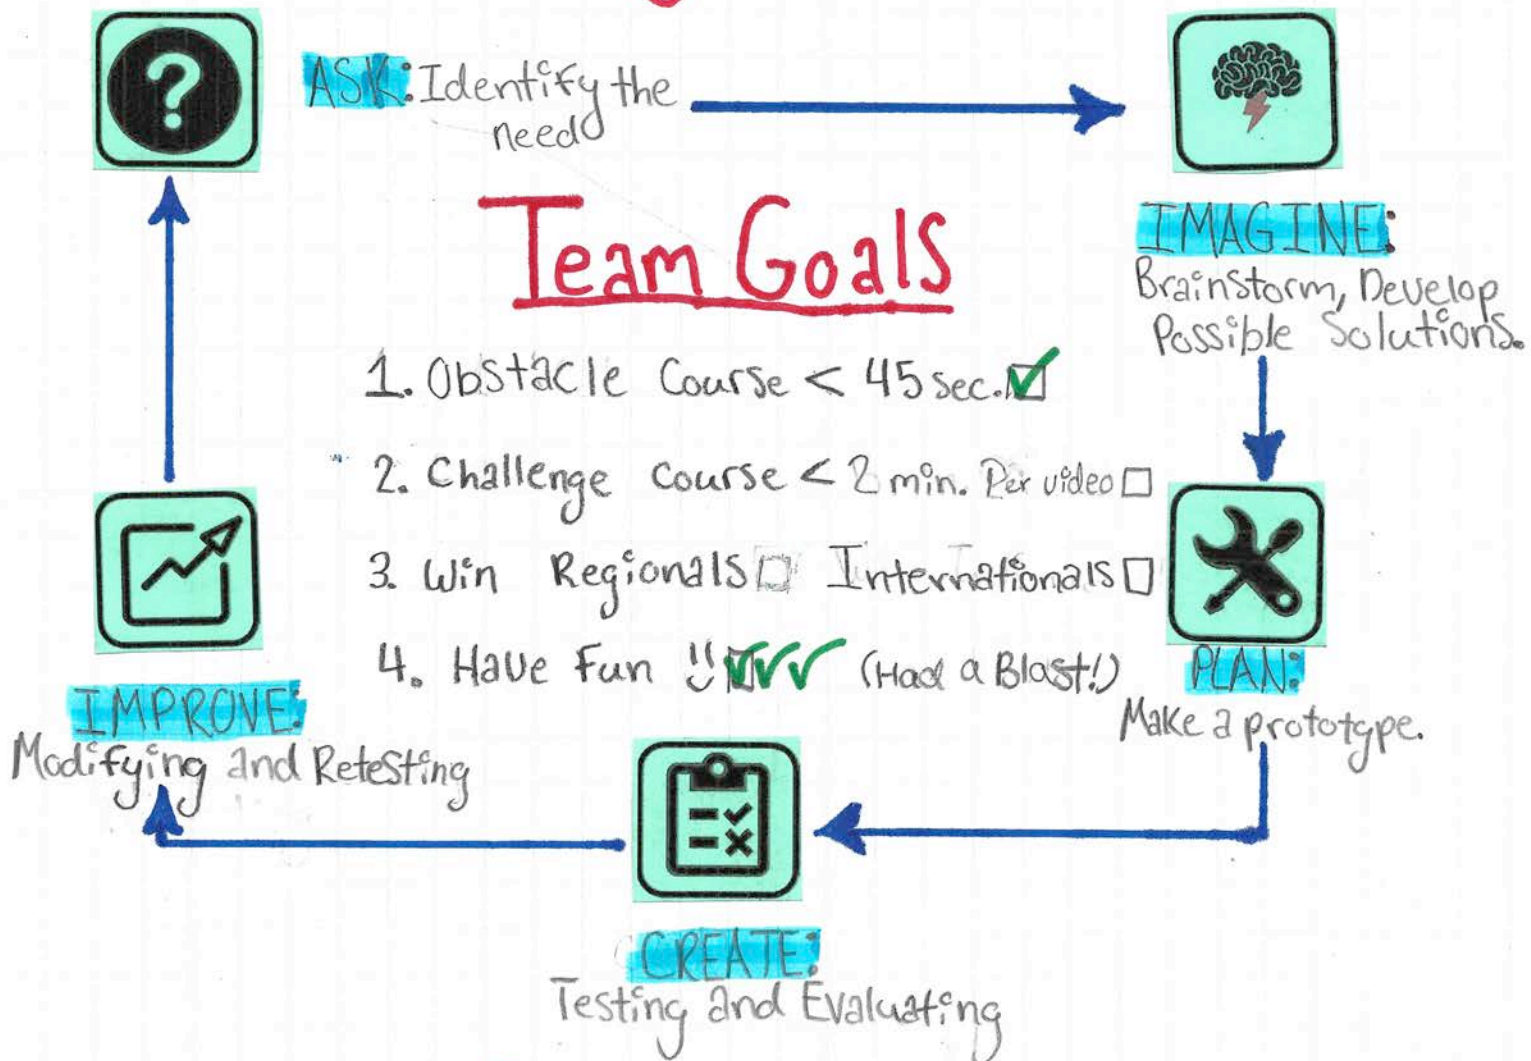 ASK: Identify the
need
Team Goals
IMAGINE:
Brainstorm, Develop
Possible Solutions.
1. Obstacle Course < 45 sec.
2. Challenge Course < 2 min. Per video
3. Win Regionals Internationals
4. Have Fun (Had a Blast!)
PLAN:
Make a prototype.
IMPROVE:
Modifying and Retesting
CREATE:
Testing and Evaluating